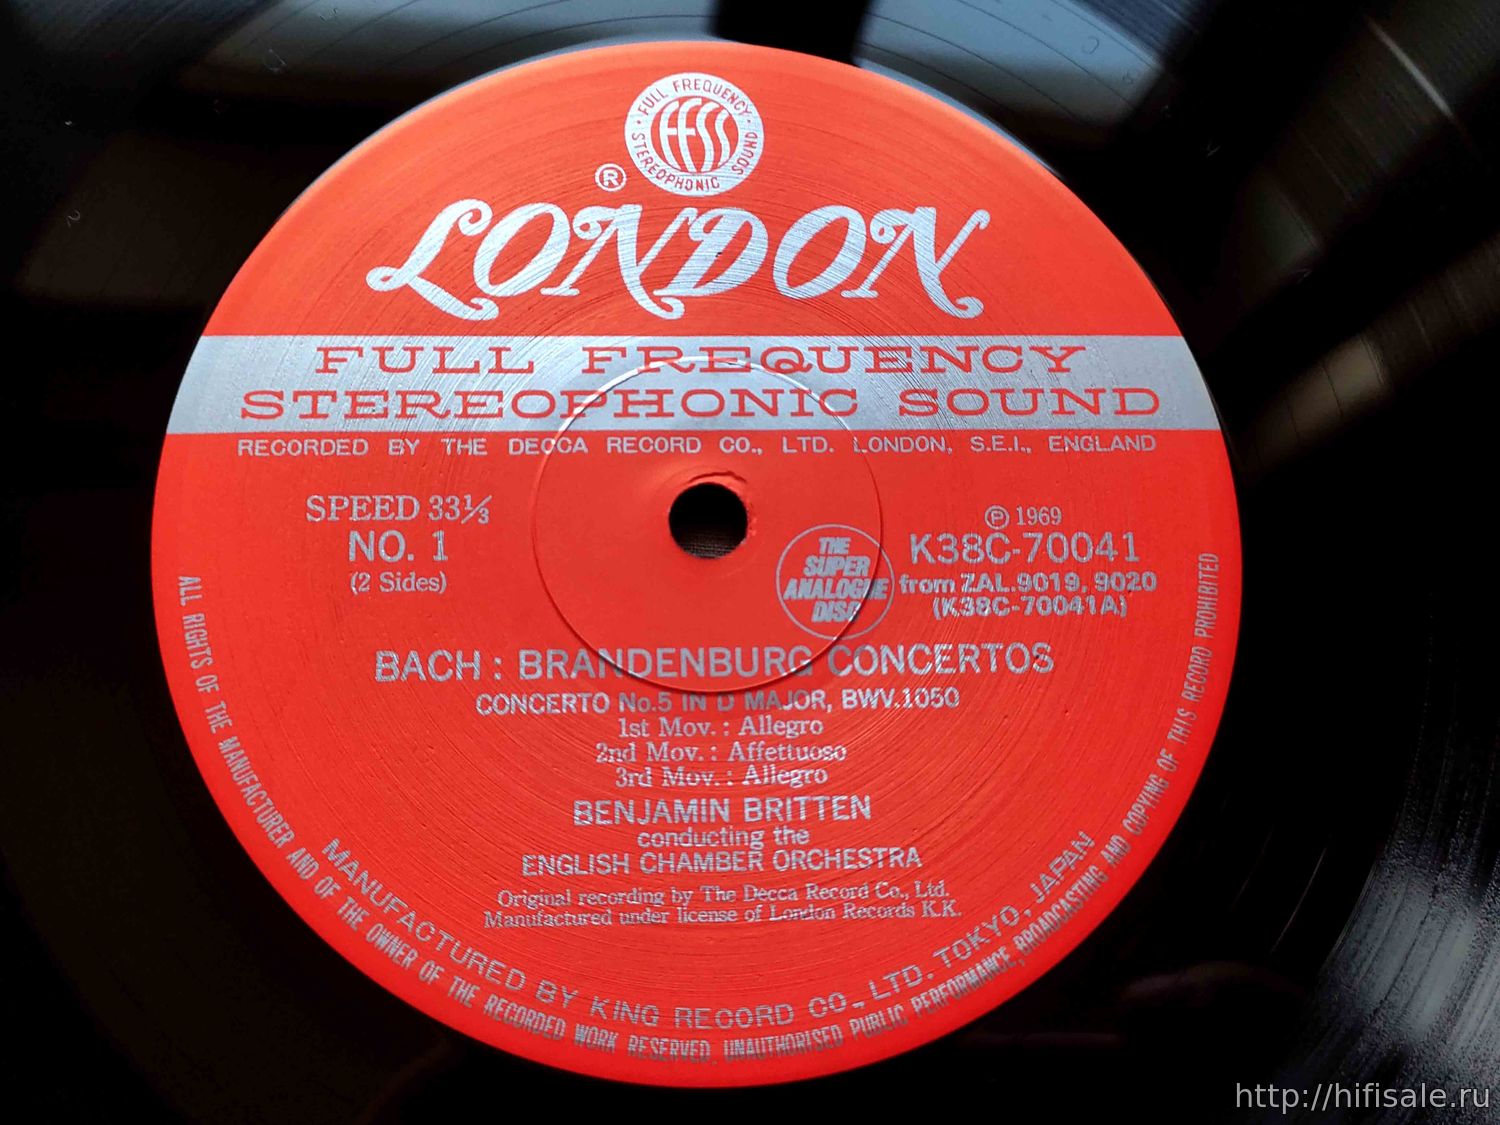 FULL FREQUENCY
FFSS
STEREOPHONIC SOUND
®
LONDON
FULL FREQUENCY
STEREOPHONIC SOUND
RECORDED BY THE DECCA RECORD CO., LTD. LONDON, S.E.I., ENGLAND
SPEED 33⅓
NO. 1
(2 Sides)
THE
SUPER
ANALOGUE
DISC
℗ 1969
K38C-70041
from ZAL.9019, 9020
(K38C-70041A)
BACH : BRANDENBURG CONCERTOS
CONCERTO No.5 IN D MAJOR, BWV.1050
1st Mov. : Allegro
2nd Mov. : Affettuoso
3rd Mov. : Allegro
BENJAMIN BRITTEN
conducting the
ENGLISH CHAMBER ORCHESTRA
Original recording by The Decca Record Co., Ltd.
Manufactured under license of London Records K.K.
MANUFACTURED BY KING RECORD CO., LTD. TOKYO, JAPAN
ALL RIGHTS OF THE MANUFACTURER AND OF THE OWNER OF THE RECORDED WORK RESERVED, UNAUTHORISED PUBLIC PERFORMANCE, BROADCASTING AND COPYING OF THIS RECORD PROHIBITED
http://hifisale.ru